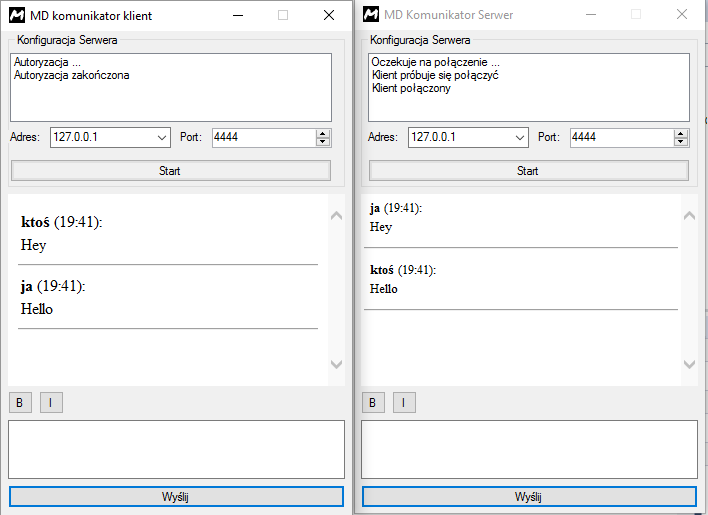 MD komunikator klient
Konfiguracja Serwera
Autoryzacja ...
Autoryzacja zakończona
Adres: 127.0.0.1 Port: 4444
Start
ktoś (19:41):
Hey
ja (19:41):
Hello
B I
Wyślij
MD Komunikator Serwer
Konfiguracja Serwera
Oczekuje na połączenie ...
Klient próbuje się połączyć
Klient połączony
Adres: 127.0.0.1 Port: 4444
Start
ja (19:41):
Hey
ktoś (19:41):
Hello
B I
Wyślij